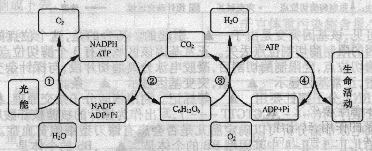 O₂
H₂O
NADPH
ATP
CO₂
ATP
光
能
①
②
③
④
生
命
活
动
NADP⁺
ADP+Pi
C₆H₁₂O₆
ADP+Pi
H₂O
O₂